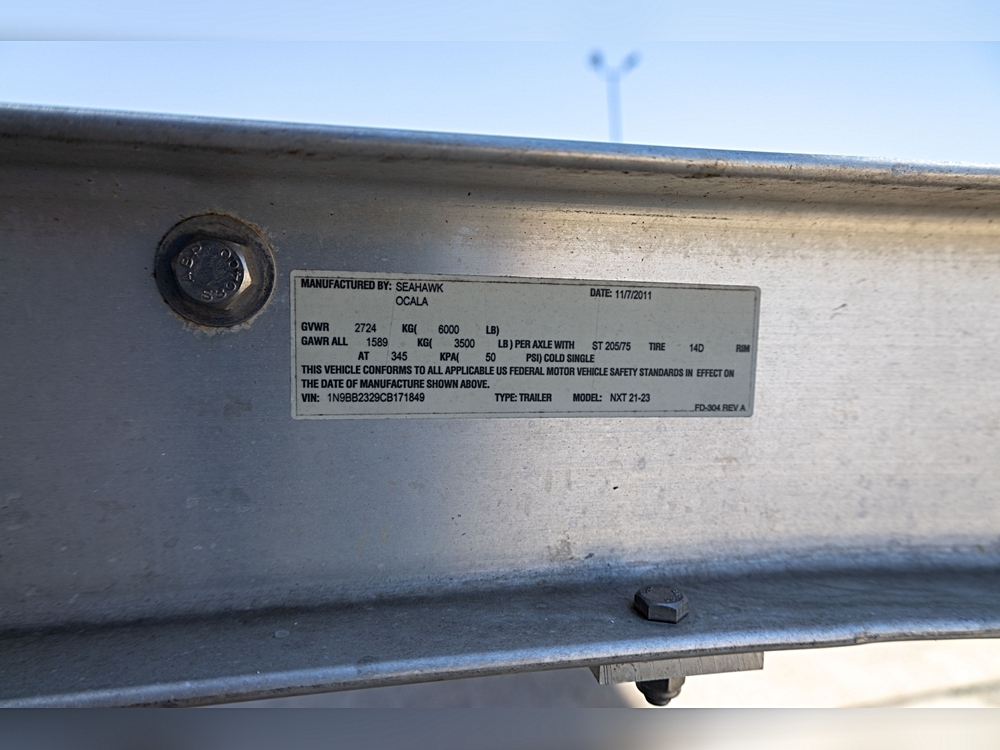 MANUFACTURED BY: SEAHAWK DATE: 11/7/2011
OCALA
GVWR 2724 KG( 6000 LB)
GAWR ALL 1589 KG( 3500 LB ) PER AXLE WITH ST 205/75 TIRE 14D RIM
AT 345 KPA( 50 PSI) COLD SINGLE
THIS VEHICLE CONFORMS TO ALL APPLICABLE US FEDERAL MOTOR VEHICLE SAFETY STANDARDS IN EFFECT ON
THE DATE OF MANUFACTURE SHOWN ABOVE.
VIN: 1N9BB2329CB171849 TYPE: TRAILER MODEL: NXT 21-23
FD-304 REV A